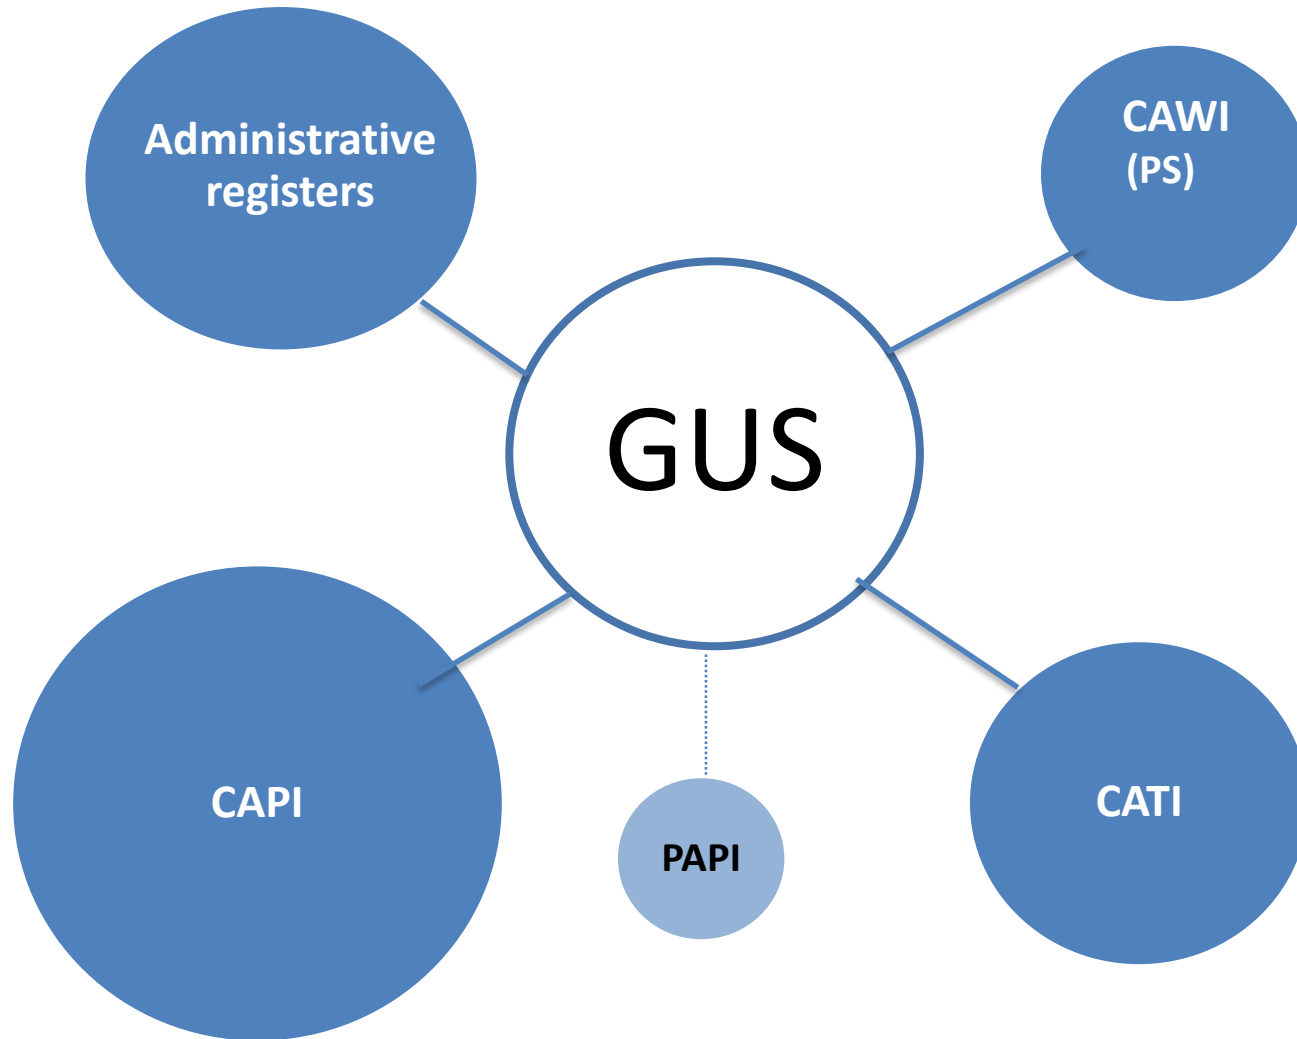 Administrative
registers
CAWI
(PS)
GUS
CAPI
PAPI
CATI